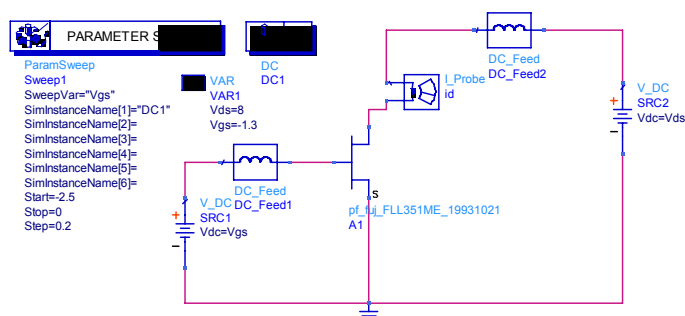 PARAMETER S
ParamSweep
Sweep1
SweepVar="Vgs"
SimInstanceName[1]="DC1"
SimInstanceName[2]=
SimInstanceName[3]=
SimInstanceName[4]=
SimInstanceName[5]=
SimInstanceName[6]=
Start=-2.5
Stop=0
Step=0.2
DC
DC1
VAR
VAR1
Vds=8
Vgs=-1.3
DC_Feed
DC_Feed2
I_Probe
id
V_DC
SRC2
Vdc=Vds
+
-
DC_Feed
DC_Feed1
V_DC
SRC1
Vdc=Vgs
+
-
S
pf_fuj_FLL351ME_19931021
A1